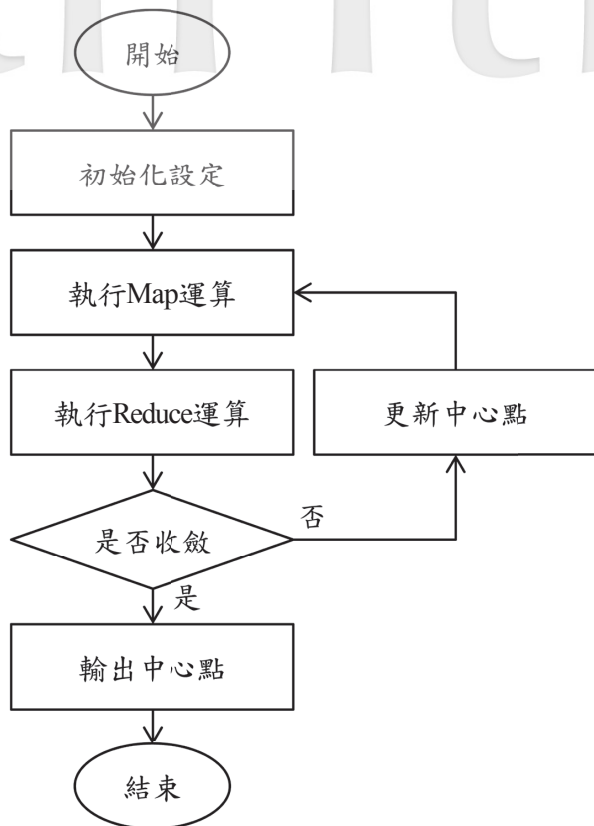 開始
初始化設定
執行Map運算
執行Reduce運算
更新中心點
是否收斂
否
是
輸出中心點
結束